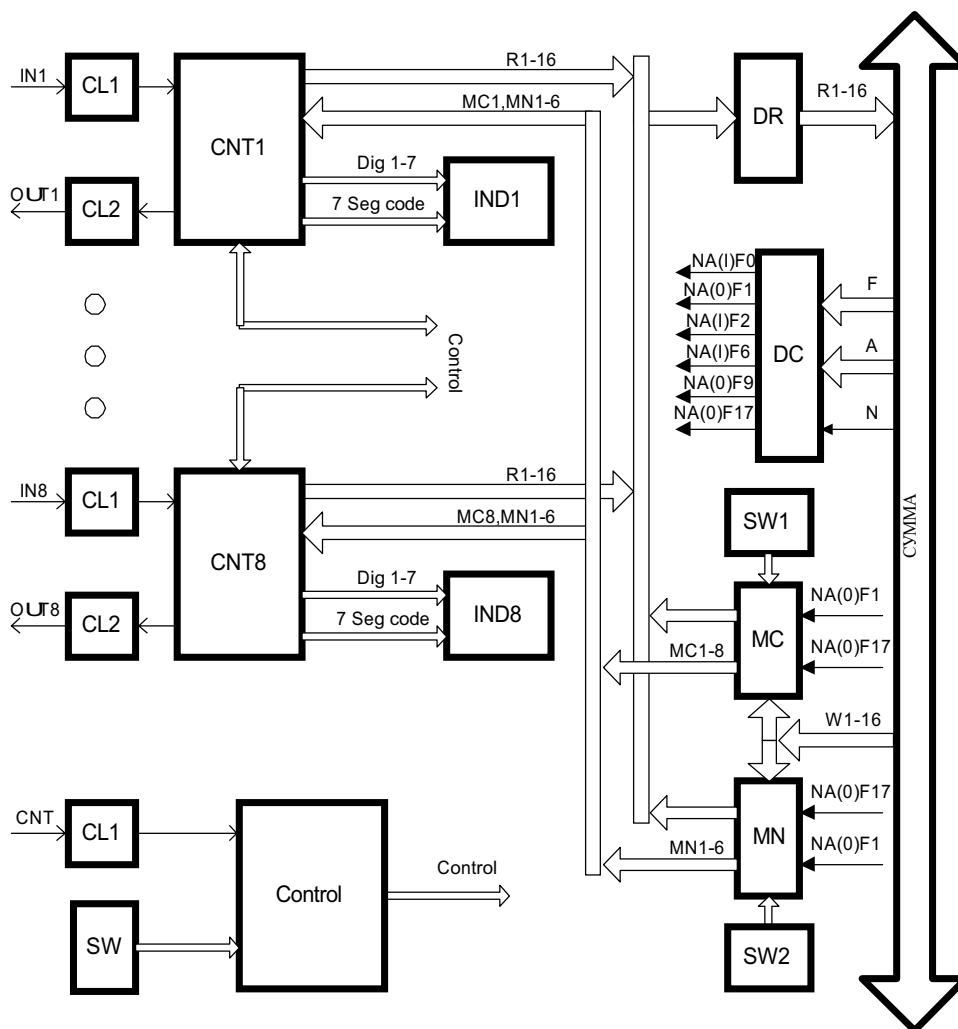 IN1
CL1
CNT1
R1-16
MC1,MN1-6
Dig 1-7
7 Seg code
IND1
OUT1
CL2
DR
R1-16
Control
NA(I)F0
NA(0)F1
NA(I)F2
NA(I)F6
NA(0)F9
NA(0)F17
DC
F
A
N
IN8
CL1
CNT8
R1-16
MC8,MN1-6
Dig 1-7
7 Seg code
IND8
OUT8
CL2
SW1
MC
NA(0)F1
NA(0)F17
MC1-8
W1-16
СУММА
MN
NA(0)F17
NA(0)F1
MN1-6
SW2
CNT
CL1
Control
Control
SW